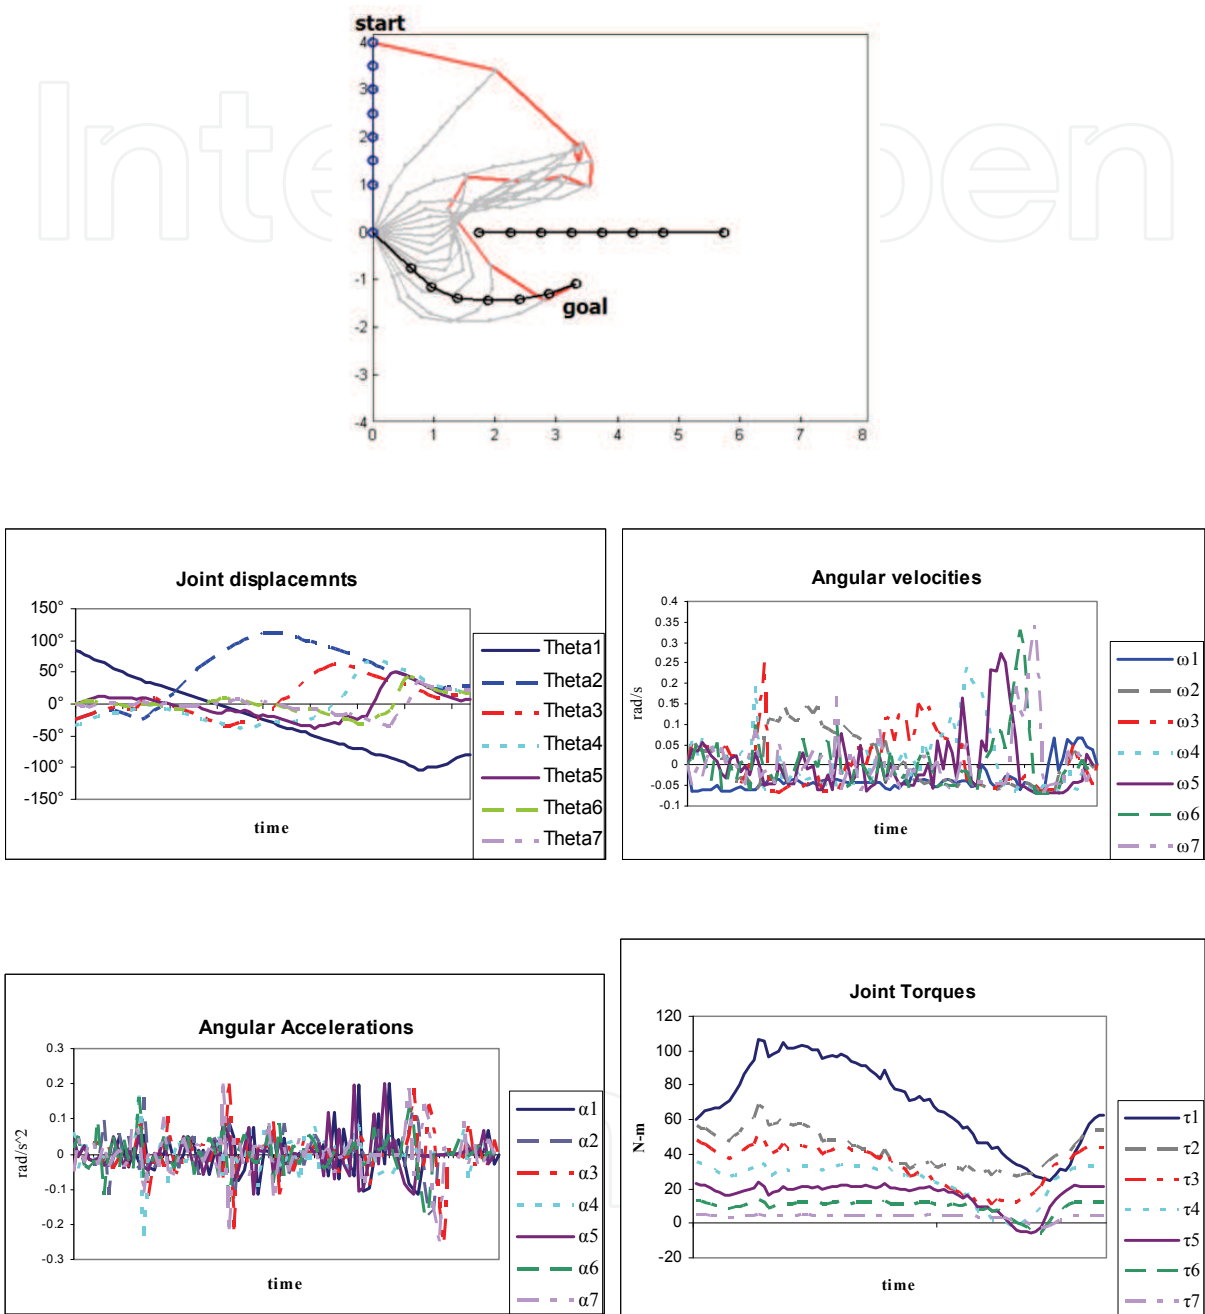 start
4
3
2
1
0
-1
-2
-3
-4
0 1 2 3 4 5 6 7 8
goal
InTechOpen
Joint displacemnts
150°
100°
50°
0°
-50°
-100°
-150°
time
Theta1
Theta2
Theta3
Theta4
Theta5
Theta6
Theta7
Angular velocities
0.4
0.35
0.3
0.25
0.2
0.15
0.1
0.05
0
-0.05
-0.1
rad/s
time
ω1
ω2
ω3
ω4
ω5
ω6
ω7
Angular Accelerations
0.3
0.2
0.1
0
-0.1
-0.2
-0.3
rad/s^2
time
α1
α2
α3
α4
α5
α6
α7
Joint Torques
120
100
80
60
40
20
0
-20
N-m
time
τ1
τ2
τ3
τ4
τ5
τ6
τ7